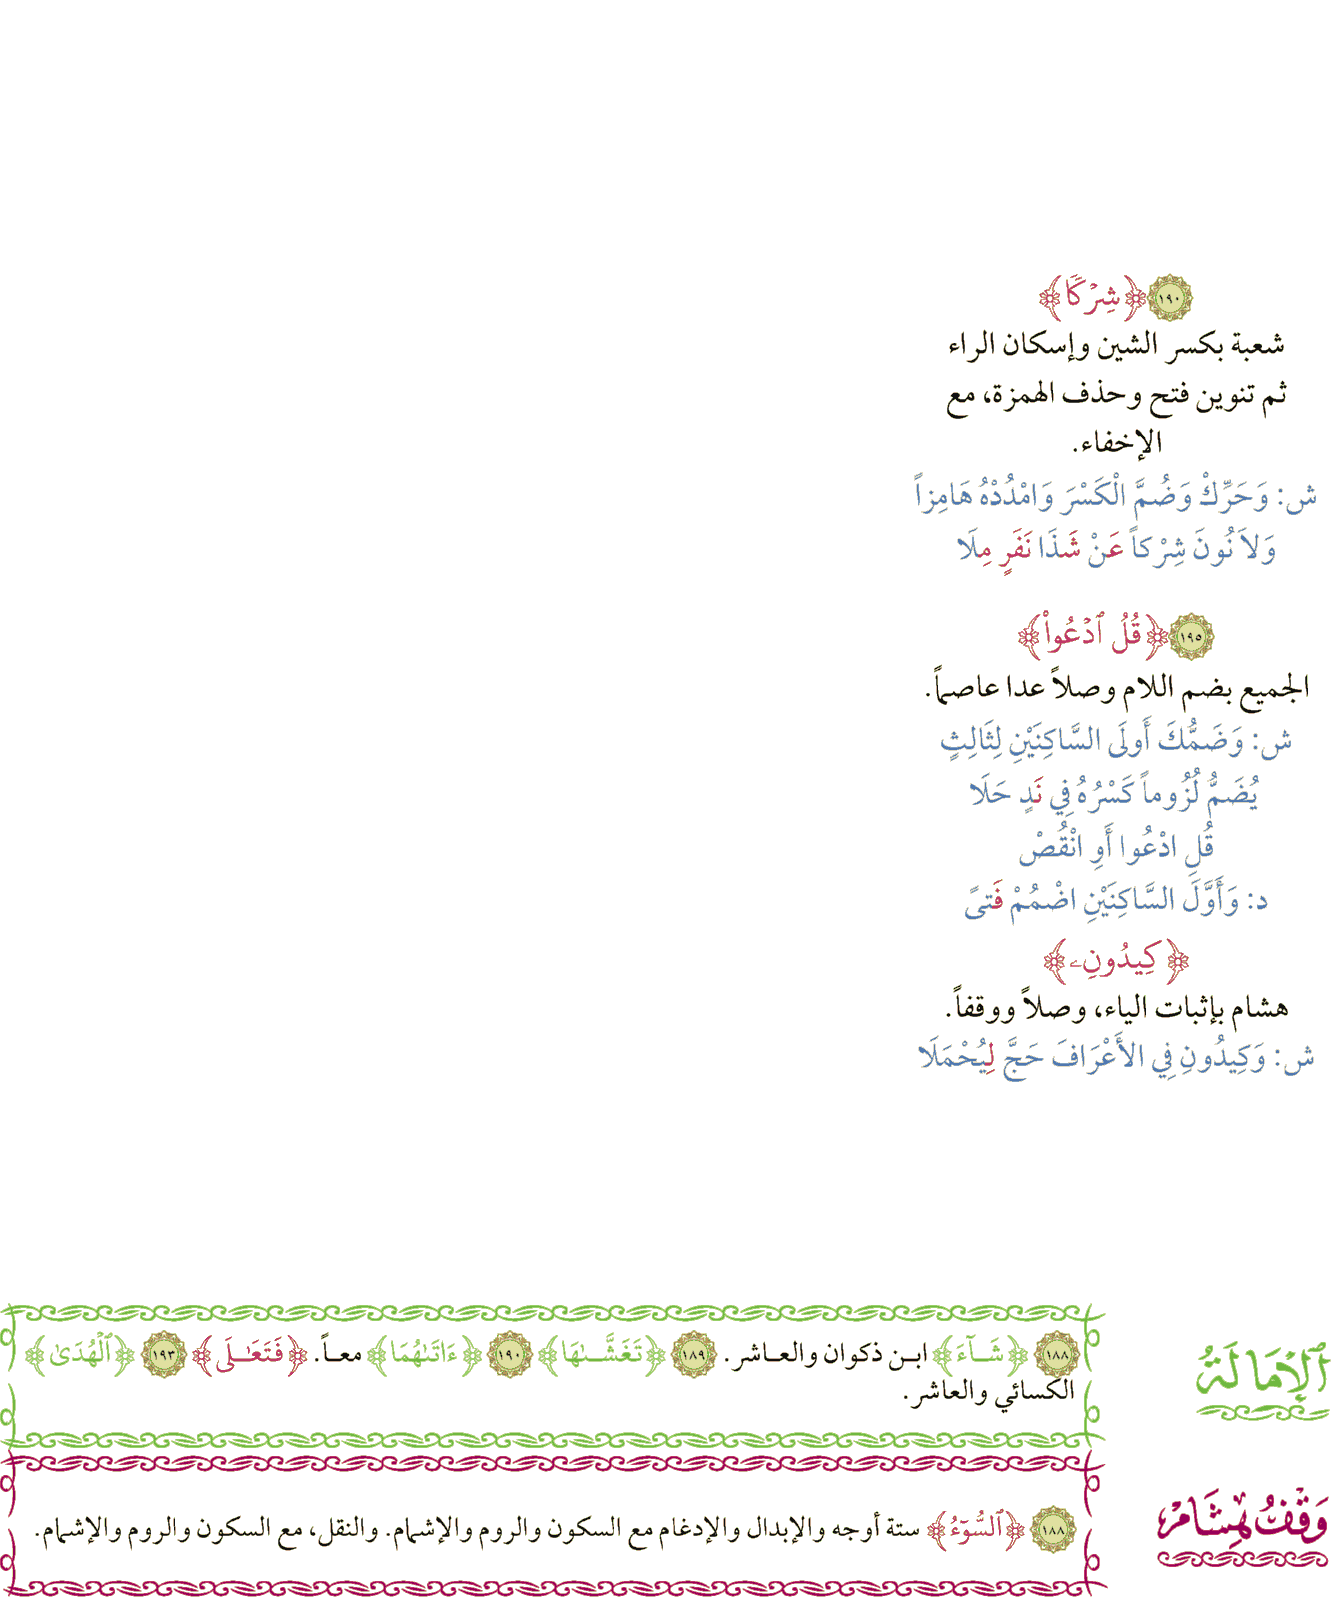 ١٩٠ ﴿شِرْكًا﴾
شعبة بكسر الشين وإسكان الراء
ثم تنوين فتح وحذف الهمزة، مع
الإخفاء.
ش: وَحَرِّكْ وَضُمَّ الْكَسْرَ وَامْدُدْهُ هَامِزاً
وَلاَ نُونَ شِرْكاً عَنْ شَذَا نَفَرٍ مِلَا
١٩٥ ﴿قُلُ ٱدْعُوا۟﴾
الجميع بضم اللام وصلاً عدا عاصماً.
ش: وَضَمُّكَ أَولَى السَّاكِنَيْنِ لِثَالِثٍ
يُضَمُّ لُزُوماً كَسْرُهُ فِي نَدٍ حَلَا
قُلِ ادْعُوا أَوِ انْقُصْ
د: وَأَوَّلَ السَّاكِنَيْنِ اضْمُمْ فَتىً
﴿كِيدُونِۦ﴾
هشام بإثبات الياء، وصلاً ووقفاً.
ش: وَكِيدُونِ فِي الأَعْرَافَ حَجَّ لِيُحْمَلَا
ٱلْإِمَالَةُ
١٨٨ ﴿شَآءَ﴾ ابن ذكوان والعاشر. ١٨٩ ﴿تَغَشَّىٰهَا﴾ ١٩٠ ﴿ءَاتَىٰهُمَا﴾ معاً. ﴿فَتَعَـٰلَى﴾ ١٩٣ ﴿ٱلْهُدَىٰ﴾
الكسائي والعاشر.
وَقْفُ هِشَامْ
١٨٨ ﴿ٱلسُّوٓءُ﴾ ستة أوجه والإبدال والإدغام مع السكون والروم والإشمام. والنقل، مع السكون والروم والإشمام.